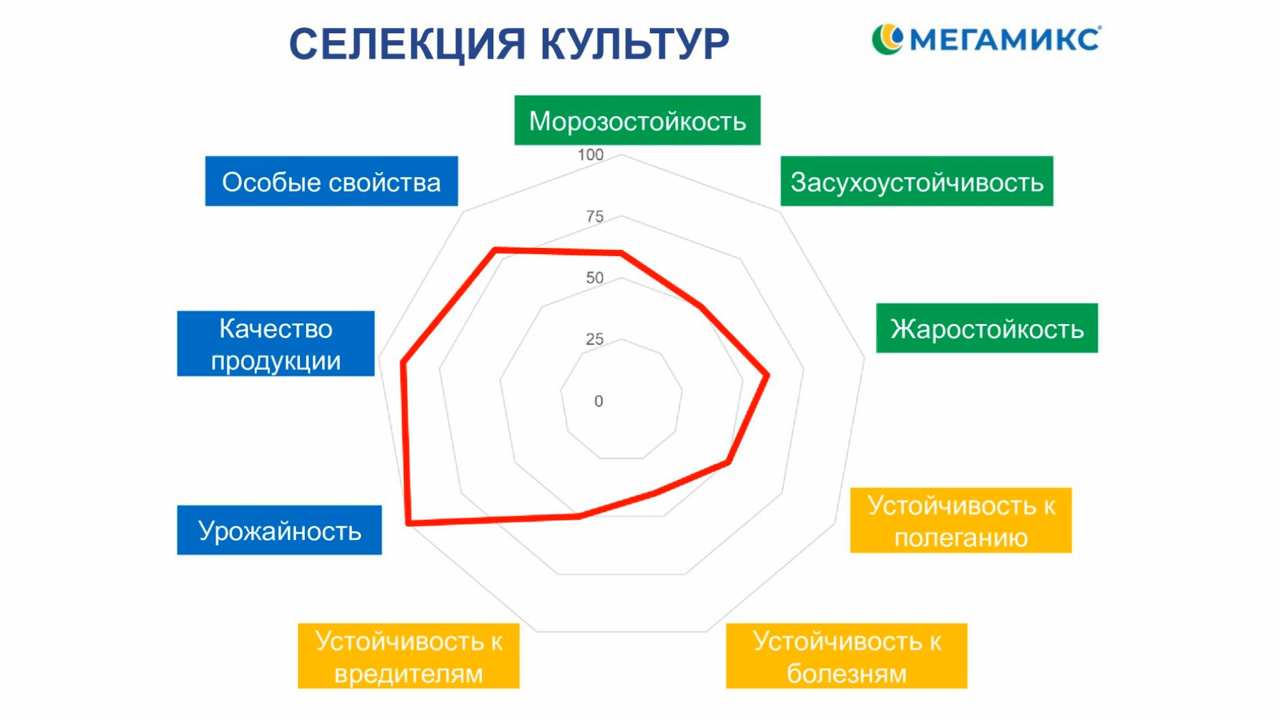 СЕЛЕКЦИЯ КУЛЬТУР
МЕГАМИКС®
Морозостойкость
Особые свойства
Засухоустойчивость
Качество
продукции
Жаростойкость
Урожайность
Устойчивость к
полеганию
Устойчивость к
вредителям
Устойчивость к
болезням
100
75
50
25
0